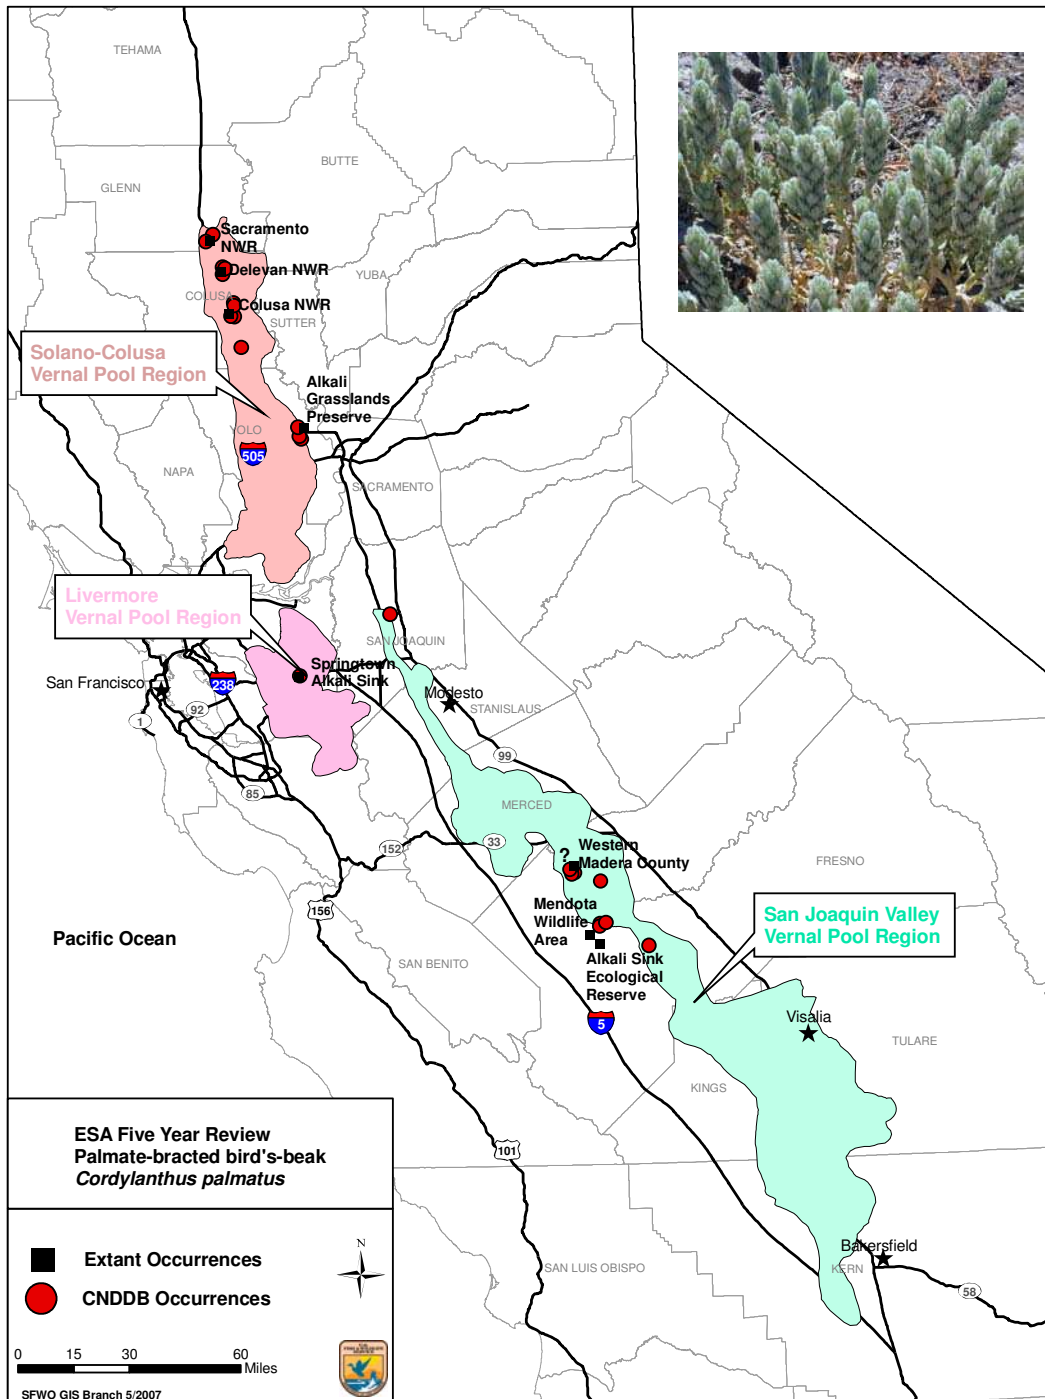 TEHAMA
BUTTE
GLENN
Sacramento
NWR
Delevan NWR
YUBA
COLUSA
Colusa NWR
SUTTER
Solano-Colusa
Vernal Pool Region
Alkali
Grasslands
Preserve
YOLO
505
NAPA
SACRAMENTO
Livermore
Vernal Pool Region
SAN JOAQUIN
Springtown
Alkali Sink
San Francisco
238
Modesto
STANISLAUS
92
1
99
85
MERCED
152
33
?
Western
Madera County
FRESNO
156
Mendota
Wildlife
Area
San Joaquin Valley
Vernal Pool Region
Pacific Ocean
SAN BENITO
Alkali Sink
Ecological
Reserve
5
Visalia
TULARE
KINGS
ESA Five Year Review
Palmate-bracted bird's-beak
Cordylanthus palmatus
101
N
Extant Occurrences
CNDDB Occurrences
Bakersfield
KERN
SAN LUIS OBISPO
58
0 15 30 60
Miles
SFWO GIS Branch 5/2007